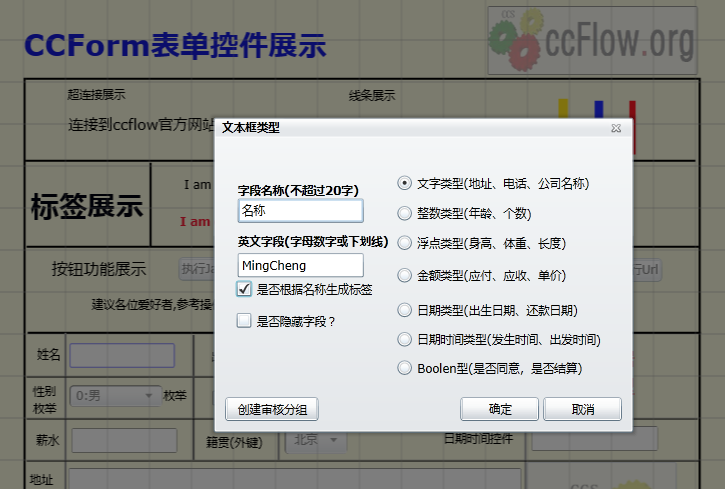 CCForm表单控件展示
CCS
ccFlow.org
超连接展示
线条展示
连接到ccflow官方网站
标签展示
I am
I am
按钮功能展示
执行Ja
行Url
建议各位爱好者,参考操
姓名
性别
枚举
0:男
枚举
薪水
籍贯(外键)
北京
日期时间控件
地址
文本框类型
字段名称(不超过20字)
名称
英文字段(字母数字或下划线)
MingCheng
是否根据名称生成标签
是否隐藏字段？
文字类型(地址、电话、公司名称)
整数类型(年龄、个数)
浮点类型(身高、体重、长度)
金额类型(应付、应收、单价)
日期类型(出生日期、还款日期)
日期时间类型(发生时间、出发时间)
Boolen型(是否同意，是否结算)
创建审核分组
确定
取消